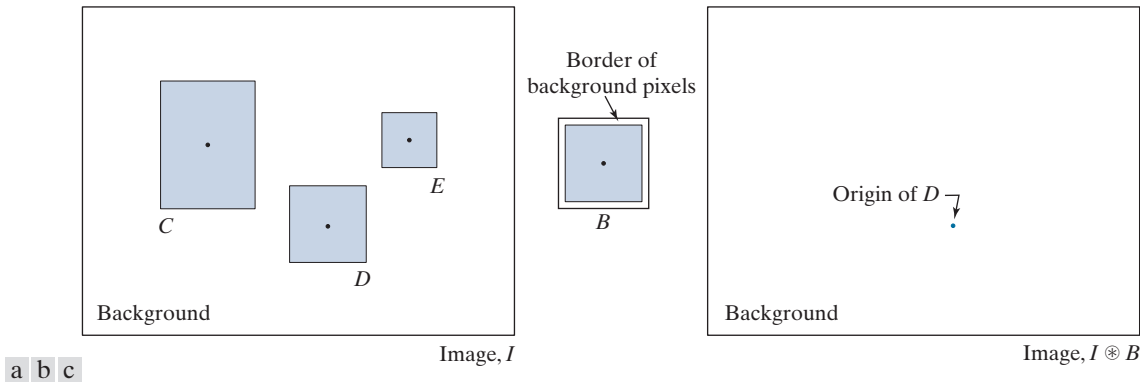 Border of
background pixels
E
C
B
Origin of D
D
Background
Background
Image, I
Image, I ⊛ B
a b c